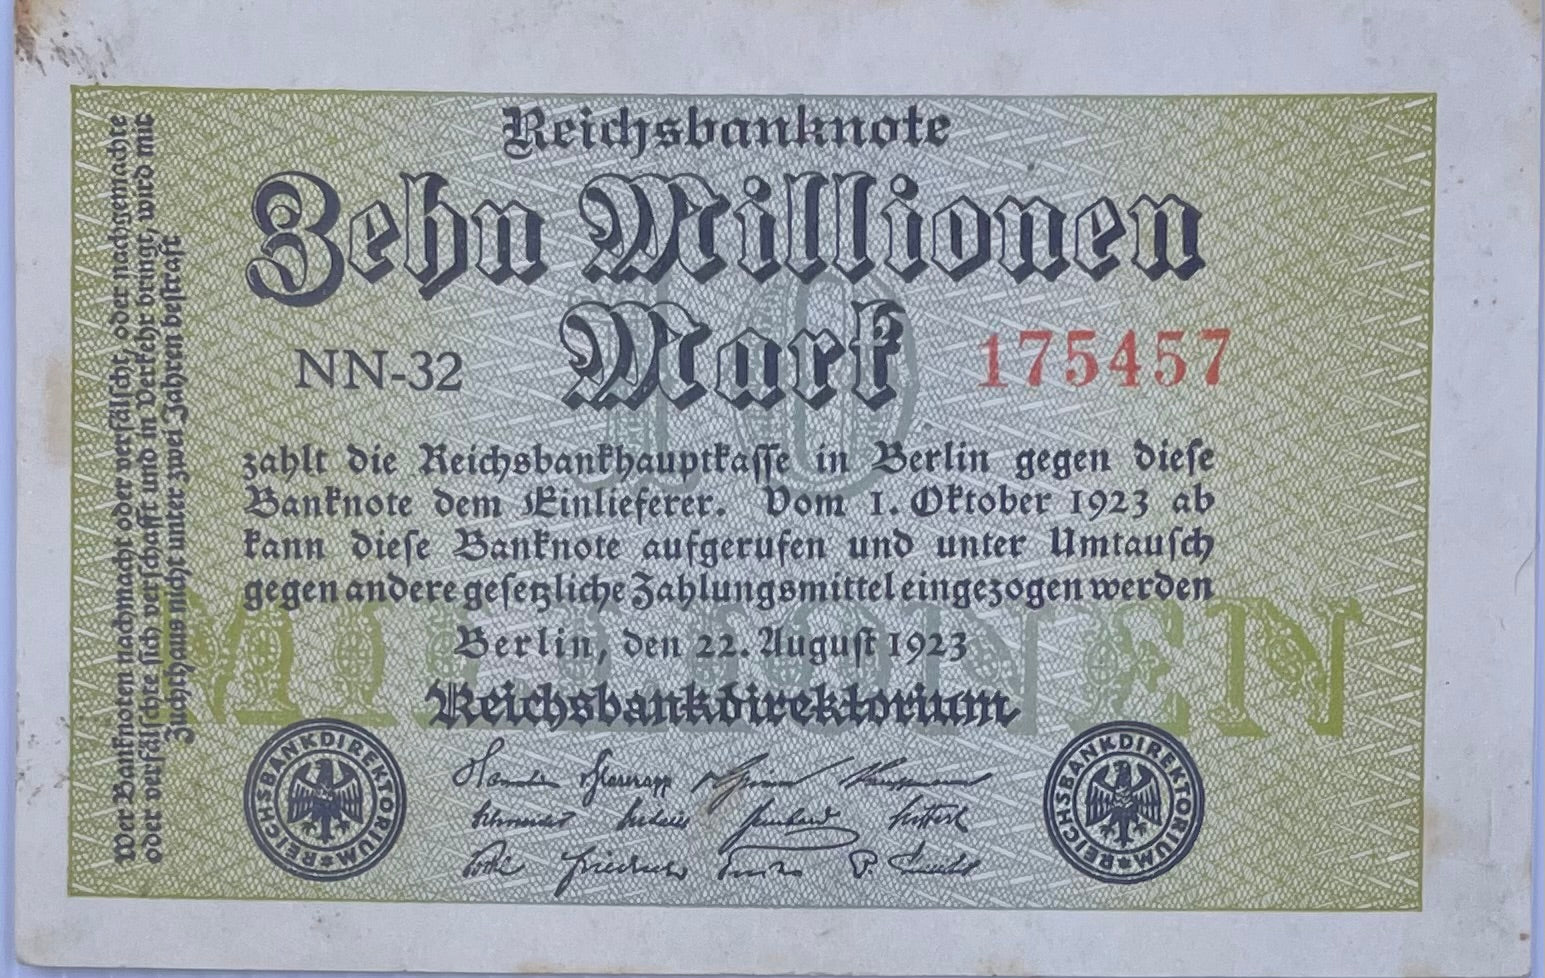 Reichsbanknote
Zehn Millionen
Mark
NN-32
175457
zahlt die Reichsbankhauptkasse in Berlin gegen diese
Banknote dem Einlieferer. Vom 1. Oktober 1923 ab
kann diese Banknote aufgerufen und unter Umtausch
gegen andere gesetzliche Zahlungsmittel eingezogen werden
Berlin, den 22. August 1923
Reichsbankdirektorium
REICHSBANKDIREKTORIUM
REICHSBANKDIREKTORIUM
Wer Banknoten nachmacht oder verfälscht, oder nachgemachte
oder verfälschte sich verschafft und in Verkehr bringt, wird mit
Zuchthaus nicht unter zwei Jahren bestraft
10
MILLIONEN